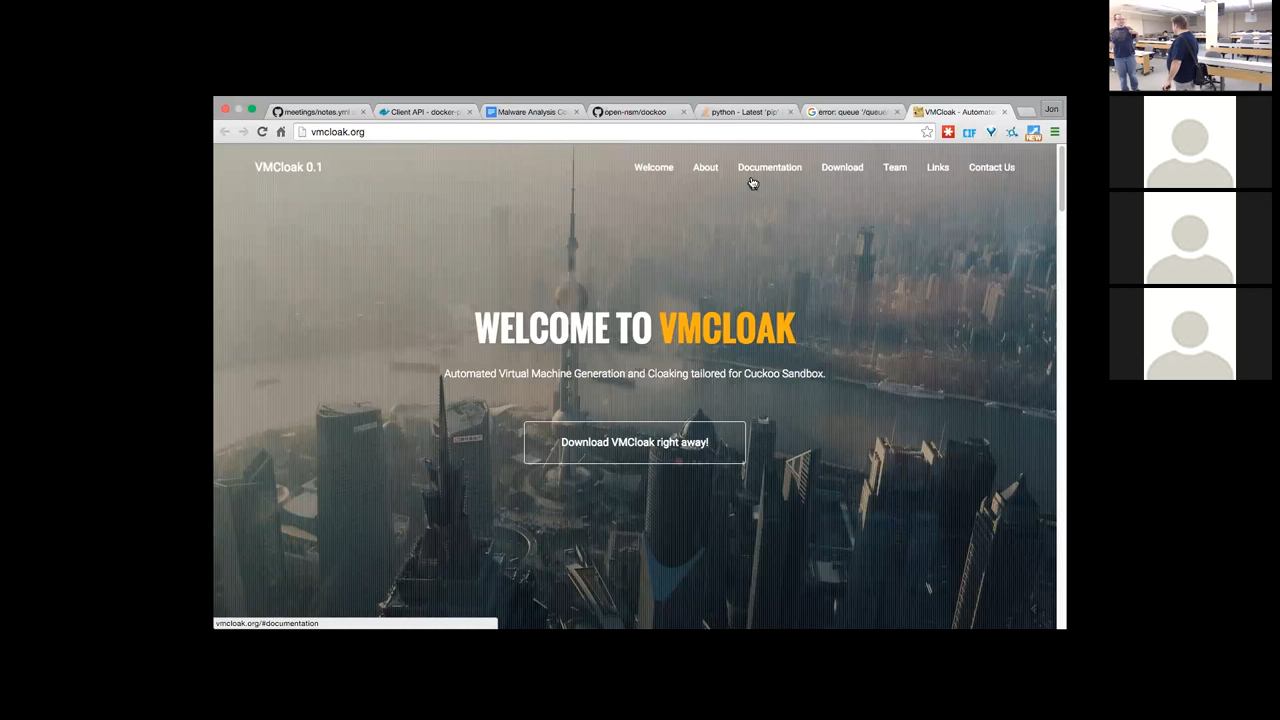 meetings/notes.yml
Client API - docker-p
Malware Analysis Co
open-nsm/dockoo
python - Latest 'pip'
error: queue '/queue/
VMCloak - Automate
Jon
vmcloak.org
CIF
NEW
VMCloak 0.1
Welcome
About
Documentation
Download
Team
Links
Contact Us
WELCOME TO VMCLOAK
Automated Virtual Machine Generation and Cloaking tailored for Cuckoo Sandbox.
Download VMCloak right away!
vmcloak.org/#documentation